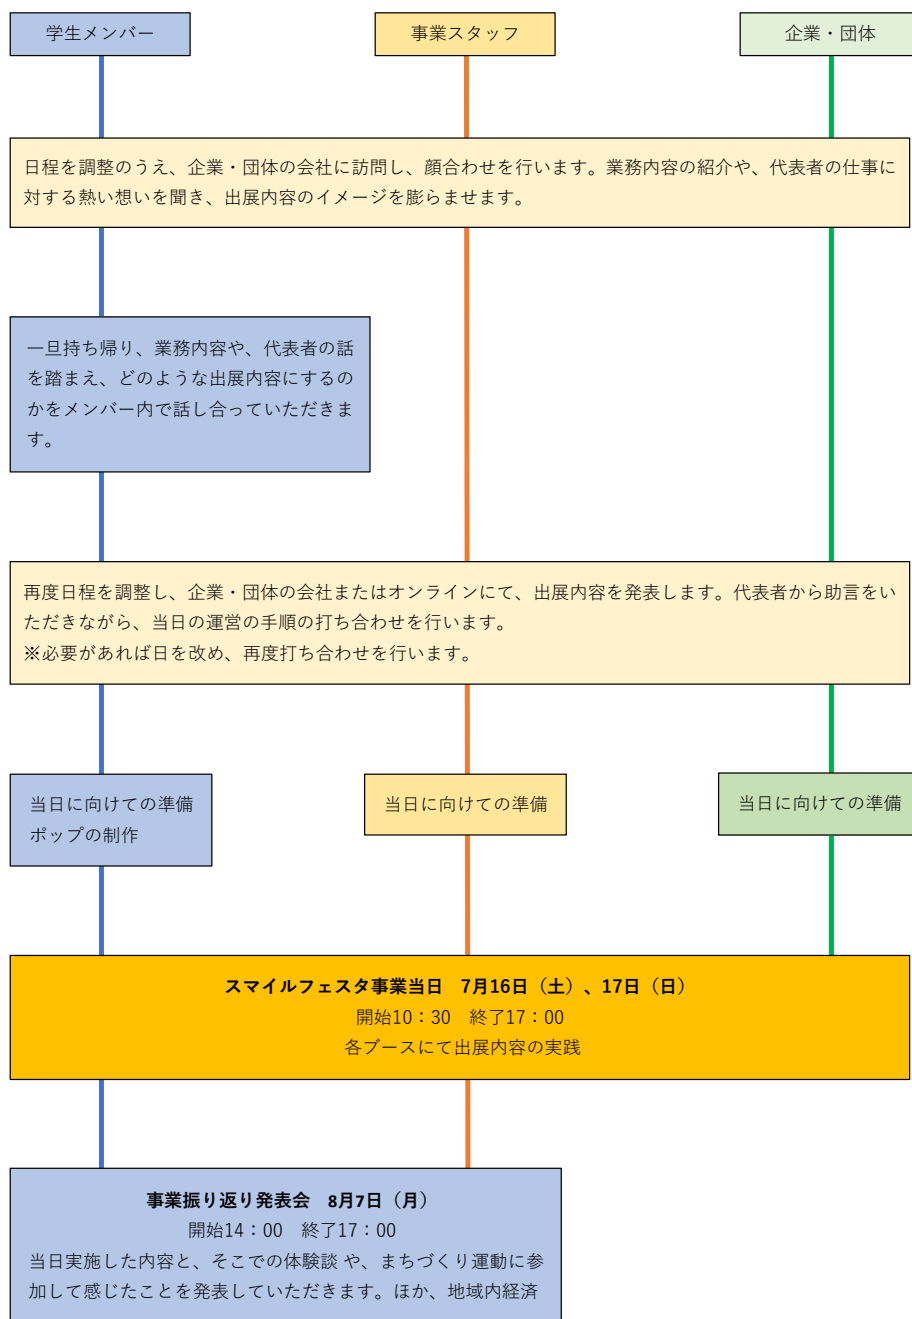 学生メンバー
事業スタッフ
企業・団体
日程を調整のうえ、企業・団体の会社に訪問し、顔合わせを行います。業務内容の紹介や、代表者の仕事に
対する熱い想いを聞き、出展内容のイメージを膨らませます。
一旦持ち帰り、業務内容や、代表者の話
を踏まえ、どのような出展内容にするの
かをメンバー内で話し合っていただきま
す。
再度日程を調整し、企業・団体の会社またはオンラインにて、出展内容を発表します。代表者から助言をい
ただきながら、当日の運営の手順の打ち合わせを行います。
※必要があれば日を改め、再度打ち合わせを行います。
当日に向けての準備
ポップの制作
当日に向けての準備
当日に向けての準備
スマイルフェスタ事業当日　7月16日（土）、17日（日）
開始10：30　終了17：00
各ブースにて出展内容の実践
事業振り返り発表会　8月7日（月）
開始14：00　終了17：00
当日実施した内容と、そこでの体験談 や、まちづくり運動に参
加して感じたことを発表していただきます。ほか、地域内経済